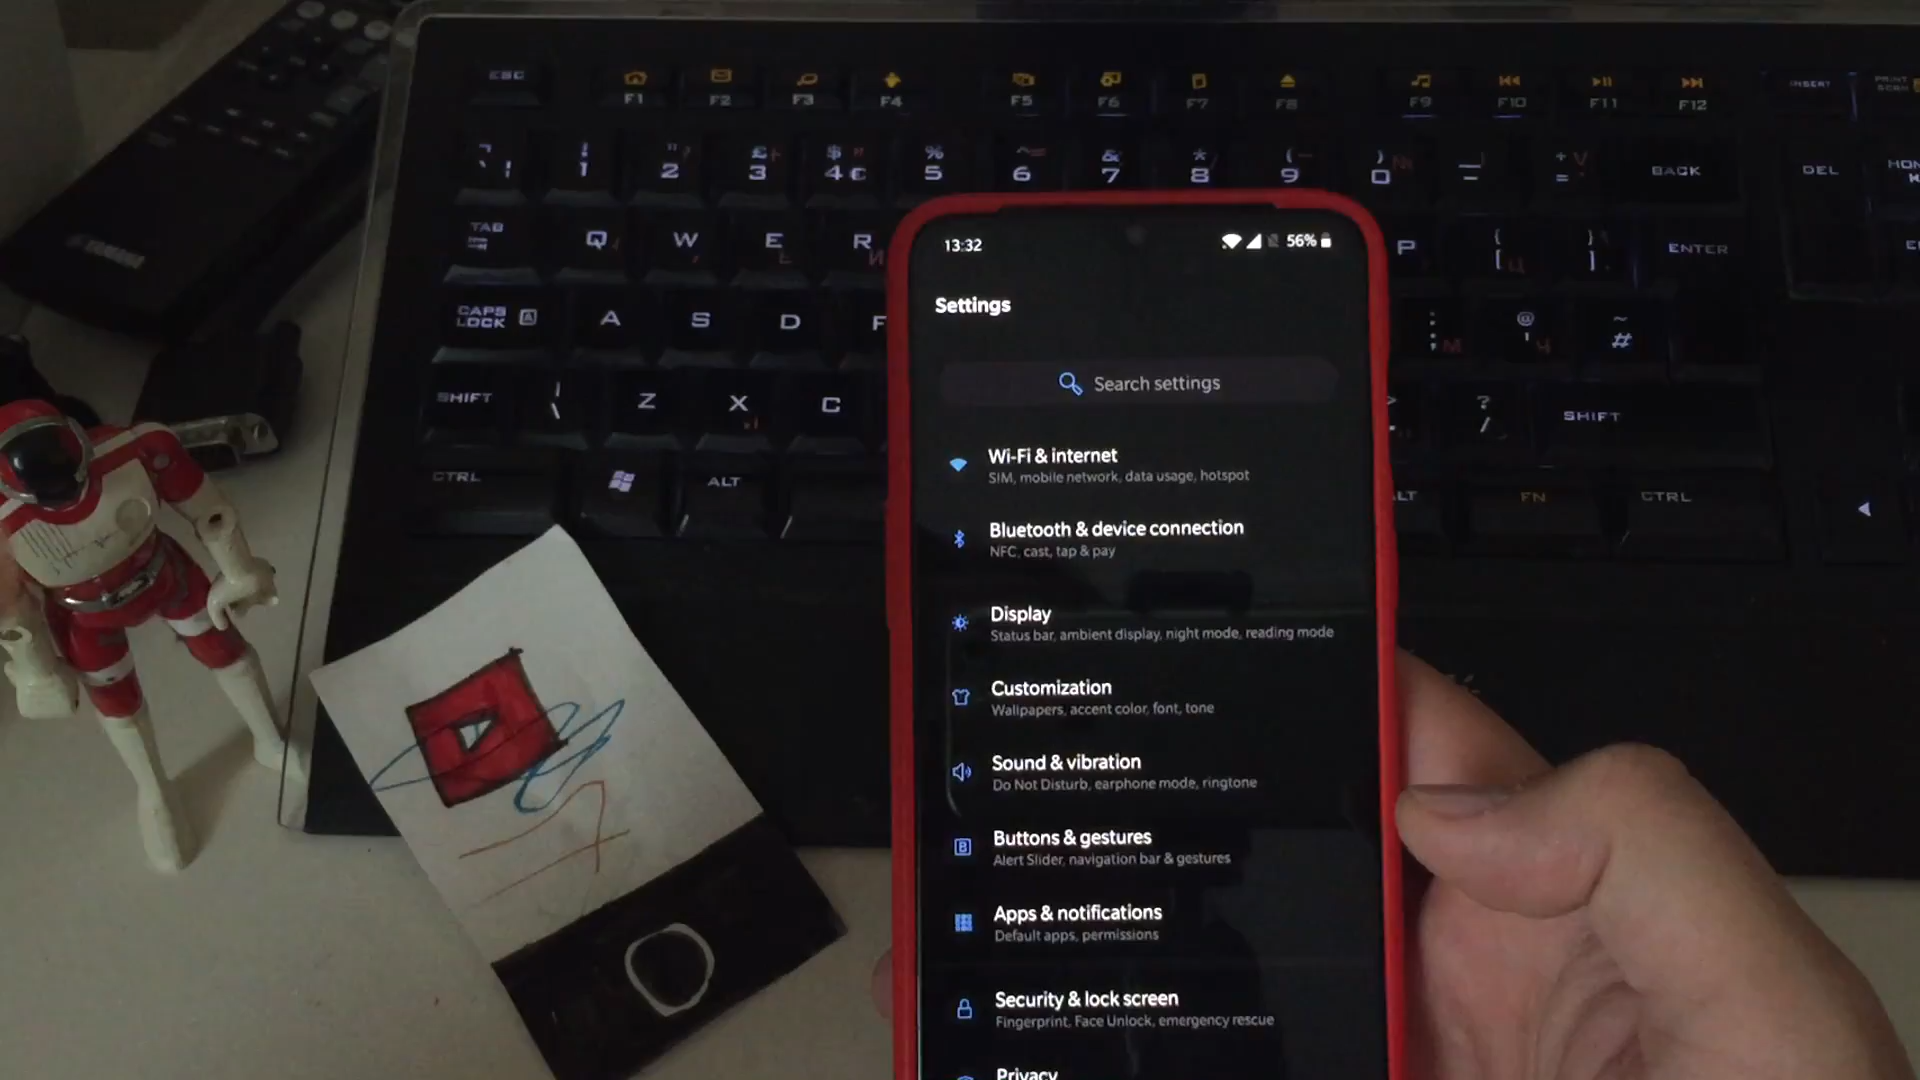 ESC F1 F2 F3 F4 F5 F6 F7 F8 F9 F10 F11 F12 INSERT
! " £ $ % ^ & * ( ) — +
1 2 3 4 € 5 6 7 8 9 0 - = BACK DEL
TAB Q W E R P { [ } ] ENTER
CAPS LOCK A S D F : ; @ ' ~ #
SHIFT \ Z X C > ? / SHIFT
CTRL ALT FN CTRL
YAMAHA
13:32 56%
Settings
Search settings
Wi-Fi & internet
SIM, mobile network, data usage, hotspot
Bluetooth & device connection
NFC, cast, tap & pay
Display
Status bar, ambient display, night mode, reading mode
Customization
Wallpapers, accent color, font, tone
Sound & vibration
Do Not Disturb, earphone mode, ringtone
Buttons & gestures
Alert Slider, navigation bar & gestures
Apps & notifications
Default apps, permissions
Security & lock screen
Fingerprint, Face Unlock, emergency rescue
Privacy